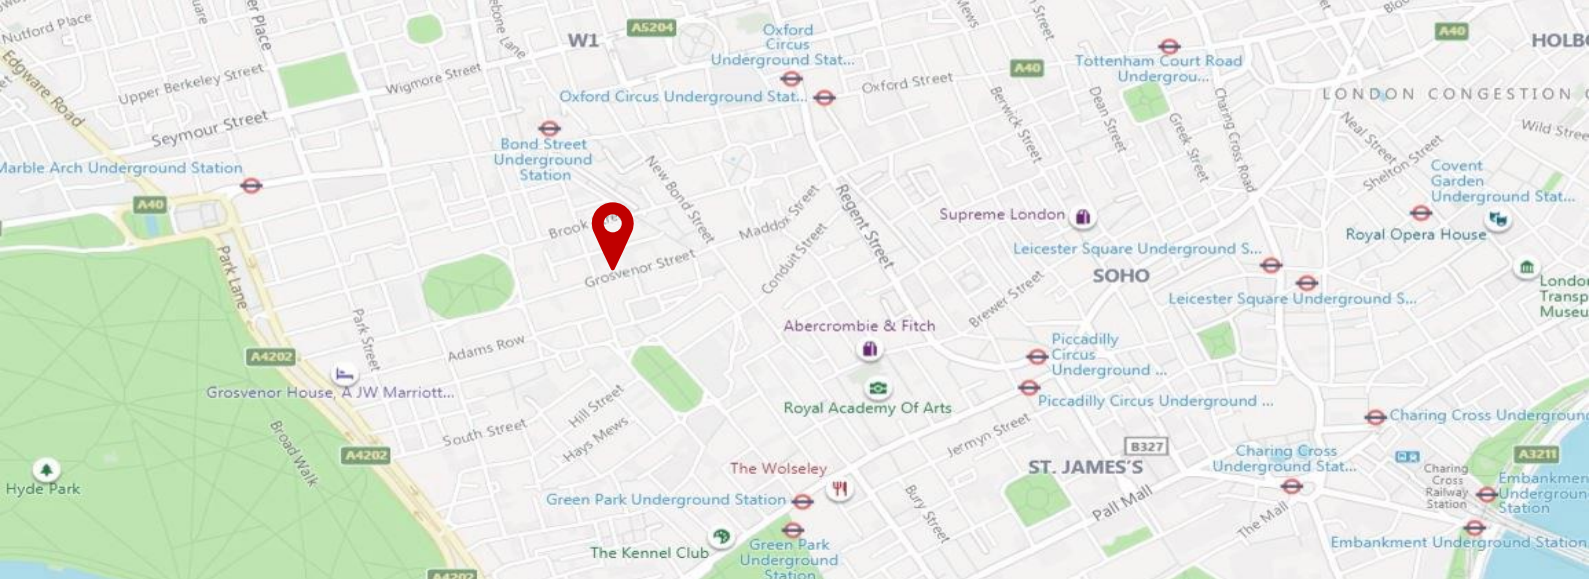 Nutford Place
Edgware Road
Upper Berkeley Street
Seymour Street
Wigmore Street
W1
A5204
Oxford
Circus
Underground Stat...
Oxford Circus Underground Stat...
Oxford Street
A40
Tottenham Court Road
Undergrou...
A40
HOLBO
LONDON CONGESTION
Berwick Street
Dean Street
Greek Street
Charing Cross Road
Neal Street
Shelton Street
Wild Stree
Bond Street
Underground
Station
Marble Arch Underground Station
A40
New Bond Street
Maddox Street
Conduit Street
Regent Street
Supreme London
Leicester Square Underground S...
SOHO
Leicester Square Underground S...
Covent
Garden
Underground Stat...
Royal Opera House
London
Transp
Museu
Brook
Grosvenor Street
Park Lane
Park Street
A4202
Adams Row
Grosvenor House, A JW Marriott...
Brewer Street
Abercrombie & Fitch
Royal Academy Of Arts
Piccadilly
Circus
Underground ...
Piccadilly Circus Underground ...
Charing Cross Underground
Hill Street
Hays Mews
South Street
Broad Walk
A4202
Hyde Park
Jermyn Street
B327
ST. JAMES'S
Pall Mall
Charing Cross
Underground Stat...
The Mall
Charing
Cross
Railway
Station
A3211
Embankmen
Underground
Station
Embankment Underground Station
The Wolseley
Green Park Underground Station
Bury Street
The Kennel Club
Green Park
Underground
Station
A4202